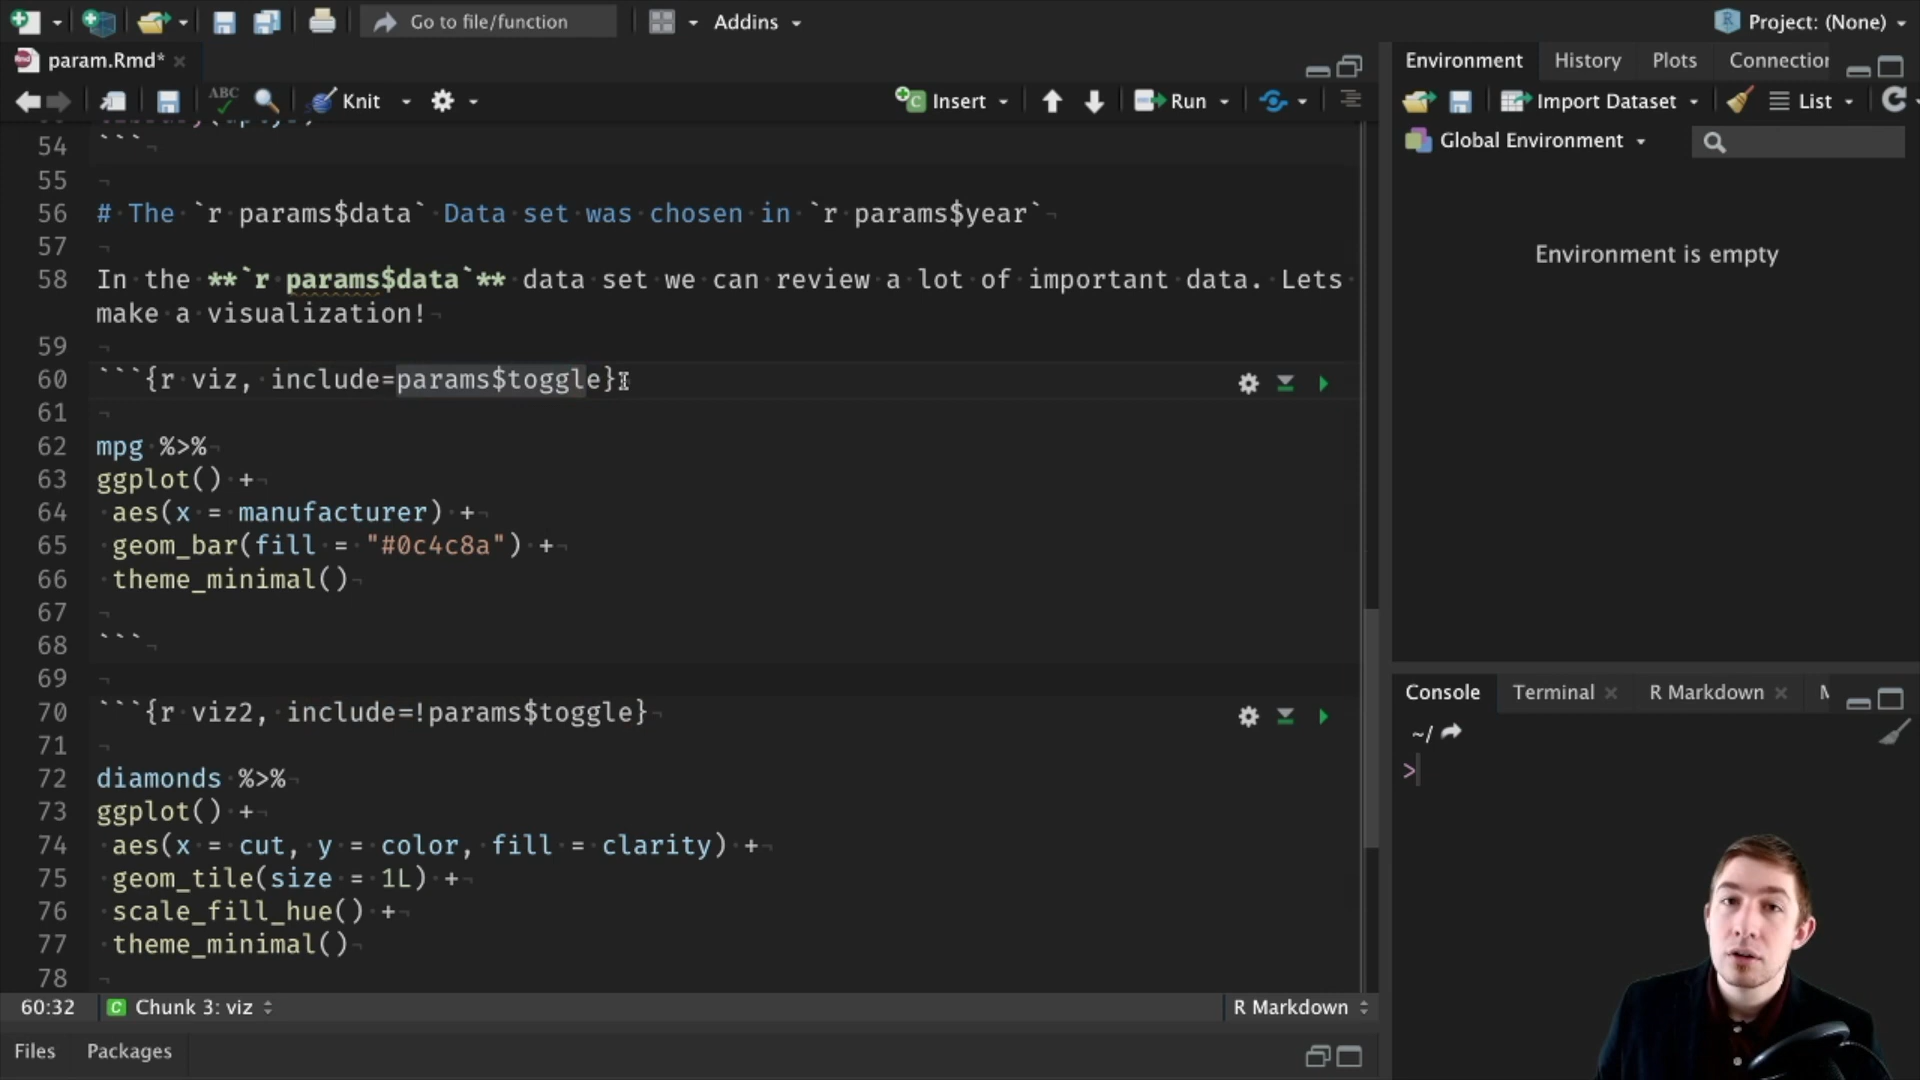 Go to file/function
Addins
Project: (None)
param.Rmd*
ABC
Knit
Insert
Run
54 ```
55
56 # The `r params$data` Data set was chosen in `r params$year`
57
58 In the **`r params$data`** data set we can review a lot of important data. Lets
make a visualization!
59
60 ```{r viz, include=params$toggle}
61
62 mpg %>%
63 ggplot() +
64 aes(x = manufacturer) +
65 geom_bar(fill = "#0c4c8a") +
66 theme_minimal()
67
68 ```
69
70 ```{r viz2, include=!params$toggle}
71
72 diamonds %>%
73 ggplot() +
74 aes(x = cut, y = color, fill = clarity) +
75 geom_tile(size = 1L) +
76 scale_fill_hue() +
77 theme_minimal()
78
60:32
C Chunk 3: viz
R Markdown
Files
Packages
Environment
History
Plots
Import Dataset
List
Global Environment
Environment is empty
Console
Terminal
R Markdown
~/
>